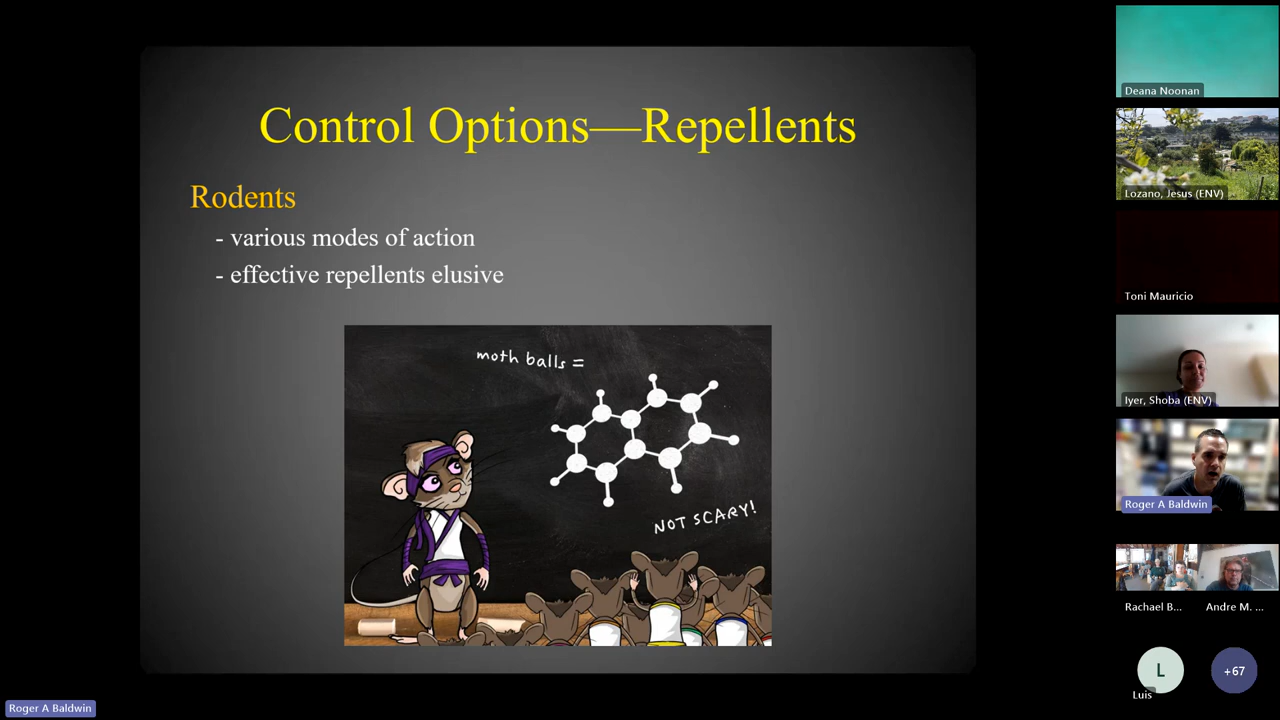 Control Options—Repellents
Rodents
- various modes of action
- effective repellents elusive
moth balls =
NOT SCARY!
Deana Noonan
Lozano, Jesus (ENV)
Toni Mauricio
Iyer, Shoba (ENV)
Roger A Baldwin
Rachael B... Andre M. ...
L +67
Luis
Roger A Baldwin